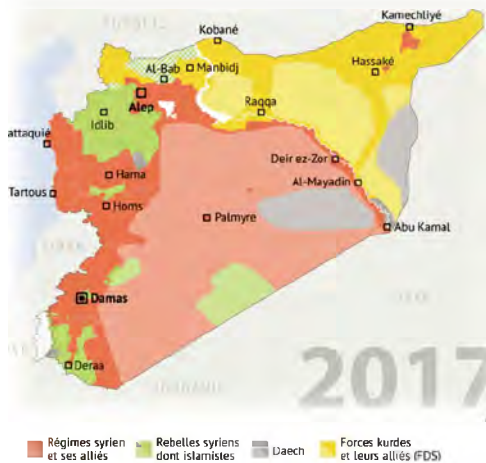 Kamechliyé
Kobané
Hassaké
Al-Bab
Manbidj
Alep
Raqqa
Idlib
attaquié
Deir ez-Zor
Hama
Al-Mayadin
Tartous
Homs
Palmyre
Abu Kamal
Damas
Deraa
2017
Régimes syrien
et ses alliés
Rebelles syriens
dont islamistes
Daech
Forces kurdes
et leurs alliés (FDS)